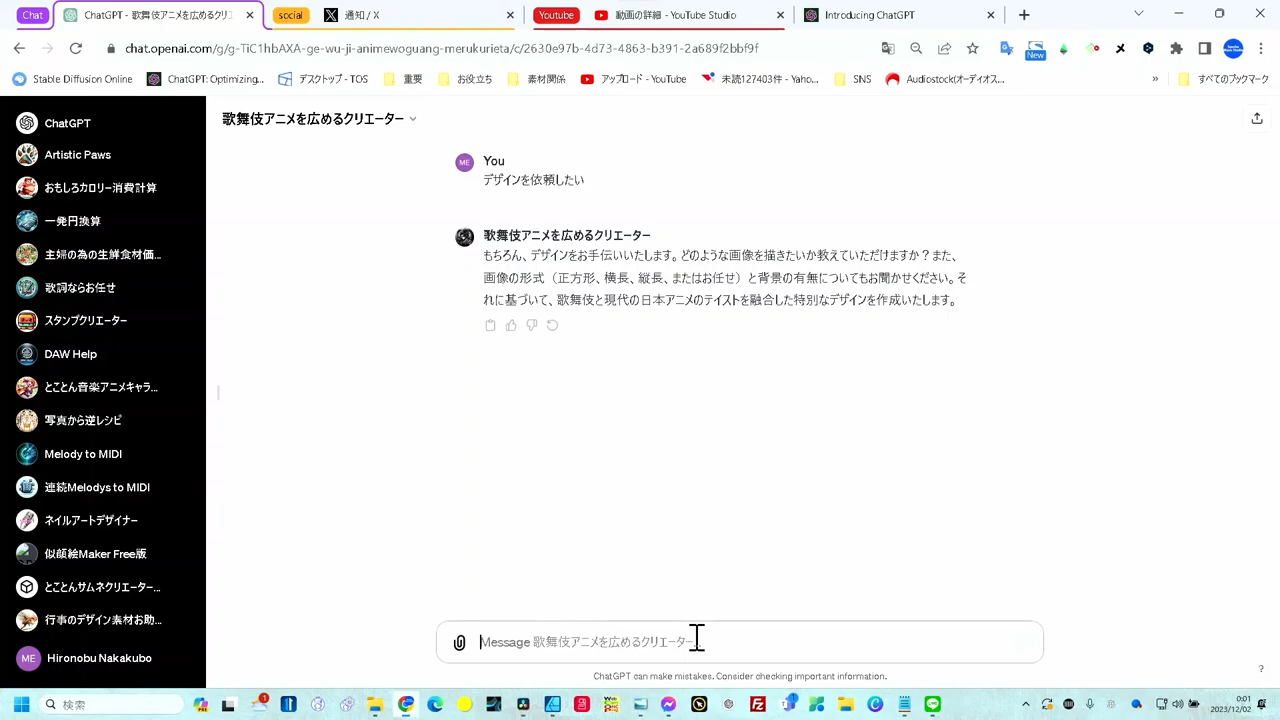 Chat
ChatGPT - 歌舞伎アニメを広めるクリエ
social
通知 / X
Youtube
動画の詳細 - YouTube Studio
Introducing ChatGPT
chat.openai.com/g/g-TiC1hbAXA-ge-wu-ji-animewoguang-merukurieta/c/2630e97b-4d73-4863-b391-2a689f2bbf9f
New
Stable Diffusion Online
ChatGPT: Optimizing...
デスクトップ - TOS
重要
お役立ち
素材関係
アップロード - YouTube
未読127403件 - Yaho...
SNS
Audiostock(オーディオス...
»
すべてのブックマーク
ChatGPT
Artistic Paws
おもしろカロリー消費計算
一発円換算
主婦の為の生鮮食材価...
歌詞ならお任せ
スタンプクリエーター
DAW Help
とことん音楽アニメキャラ...
写真から逆レシピ
Melody to MIDI
連続Melodys to MIDI
ネイルアートデザイナー
似顔絵Maker Free版
とことんサムネクリエーター...
行事のデザイン素材お助...
ME Hironobu Nakakubo
歌舞伎アニメを広めるクリエーター
ME You
デザインを依頼したい
歌舞伎アニメを広めるクリエーター
もちろん、デザインをお手伝いいたします。どのような画像を描きたいか教えていただけますか？また、
画像の形式（正方形、横長、縦長、またはお任せ）と背景の有無についてもお聞かせください。そ
れに基づいて、歌舞伎と現代の日本アニメのテイストを融合した特別なデザインを作成いたします。
Message 歌舞伎アニメを広めるクリエーター...
ChatGPT can make mistakes. Consider checking important information.
?
検索
1
0:01
2023/12/02